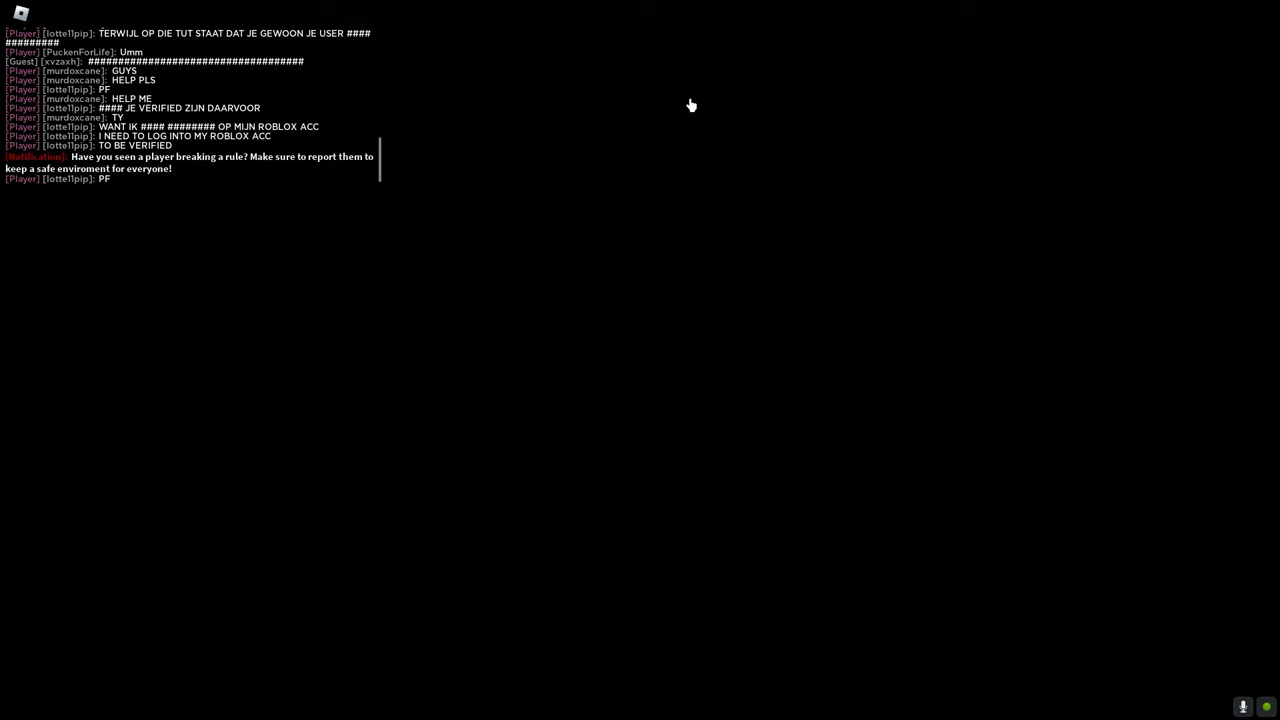 [Player] [lotte11pip]: TERWIJL OP DIE TUT STAAT DAT JE GEWOON JE USER ####
#########
[Player] [PuckenForLife]: Umm
[Guest] [xvzaxh]: ####################################
[Player] [murdoxcane]: GUYS
[Player] [murdoxcane]: HELP PLS
[Player] [lotte11pip]: PF
[Player] [murdoxcane]: HELP ME
[Player] [lotte11pip]: #### JE VERIFIED ZIJN DAARVOOR
[Player] [murdoxcane]: TY
[Player] [lotte11pip]: WANT IK #### ######## OP MIJN ROBLOX ACC
[Player] [lotte11pip]: I NEED TO LOG INTO MY ROBLOX ACC
[Player] [lotte11pip]: TO BE VERIFIED
[Notification]: Have you seen a player breaking a rule? Make sure to report them to
keep a safe enviroment for everyone!
[Player] [lotte11pip]: PF